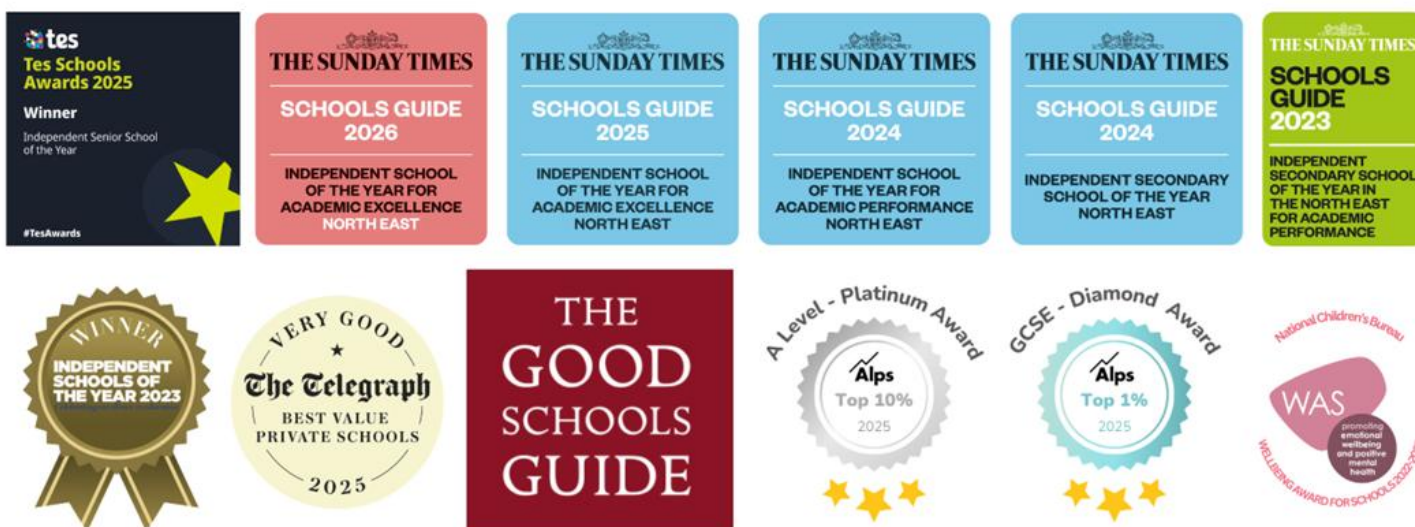 tes
Tes Schools
Awards 2025
Winner
Independent Senior School
of the Year
#TesAwards
THE SUNDAY TIMES
SCHOOLS GUIDE
2026
INDEPENDENT SCHOOL
OF THE YEAR FOR
ACADEMIC EXCELLENCE
NORTH EAST
THE SUNDAY TIMES
SCHOOLS GUIDE
2025
INDEPENDENT SCHOOL
OF THE YEAR FOR
ACADEMIC EXCELLENCE
NORTH EAST
THE SUNDAY TIMES
SCHOOLS GUIDE
2024
INDEPENDENT SCHOOL
OF THE YEAR FOR
ACADEMIC PERFORMANCE
NORTH EAST
THE SUNDAY TIMES
SCHOOLS GUIDE
2024
INDEPENDENT SECONDARY
SCHOOL OF THE YEAR
NORTH EAST
THE SUNDAY TIMES
SCHOOLS
GUIDE
2023
INDEPENDENT
SECONDARY SCHOOL
OF THE YEAR IN
THE NORTH EAST
FOR ACADEMIC
PERFORMANCE
WINNER
INDEPENDENT
SCHOOLS OF
THE YEAR 2023
VERY GOOD
The Telegraph
BEST VALUE
PRIVATE SCHOOLS
2025
THE
GOOD
SCHOOLS
GUIDE
A Level - Platinum Award
Alps
Top 10%
2025
GCSE - Diamond Award
Alps
Top 1%
2025
National Children's Bureau
WAS
promoting
emotional
wellbeing
and positive
mental
health
WELLBEING AWARD FOR SCHOOLS